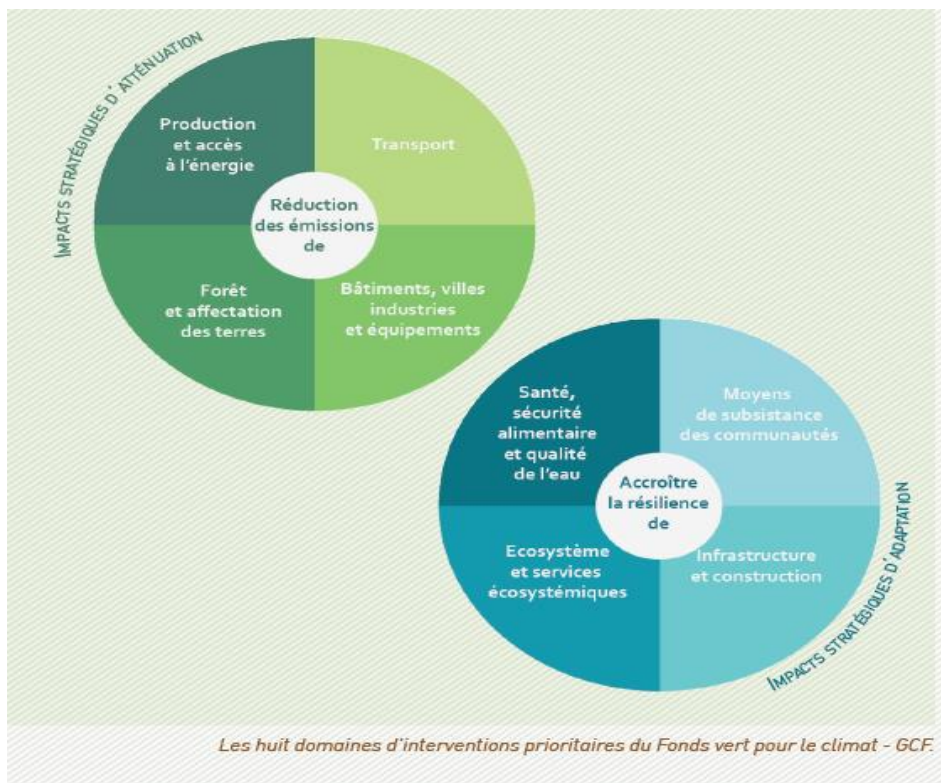 IMPACTS STRATÉGIQUES D'ATTÉNUATION
Production
et accès
à l'énergie
Transport
Réduction
des émissions
de
Forêt
et affectation
des terres
Bâtiments, villes
industries
et équipements
Santé,
sécurité
alimentaire
et qualité
de l'eau
Moyens
de subsistance
des communautés
Accroître
la résilience
de
Ecosystème
et services
écosystémiques
Infrastructure
et construction
IMPACTS STRATÉGIQUES D'ADAPTATION
Les huit domaines d'interventions prioritaires du Fonds vert pour le climat - GCF.